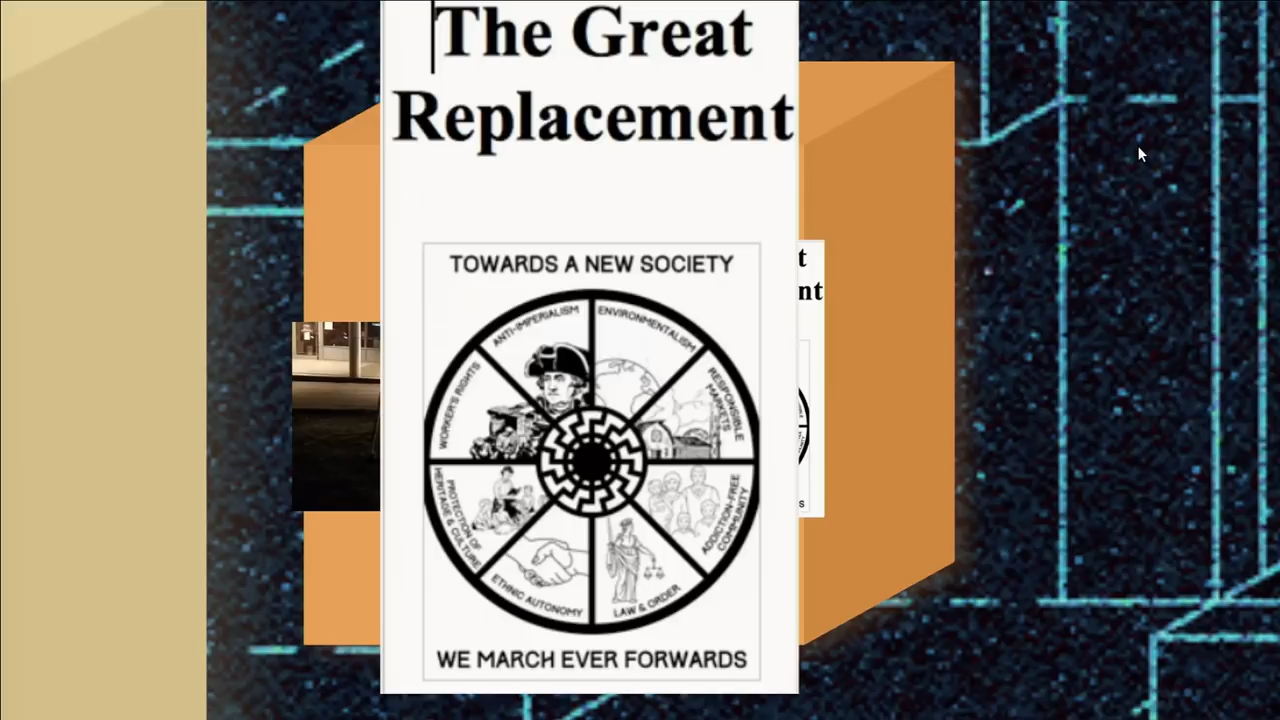 The Great
Replacement
TOWARDS A NEW SOCIETY
ANTI-IMPERIALISM
ENVIRONMENTALISM
WORKER'S RIGHTS
RESPONSIBLE
MARKETS
PROTECTION OF
HERITAGE & CULTURE
ADDICTION-FREE
COMMUNITY
ETHNIC AUTONOMY
LAW & ORDER
WE MARCH EVER FORWARDS
t
nt
s